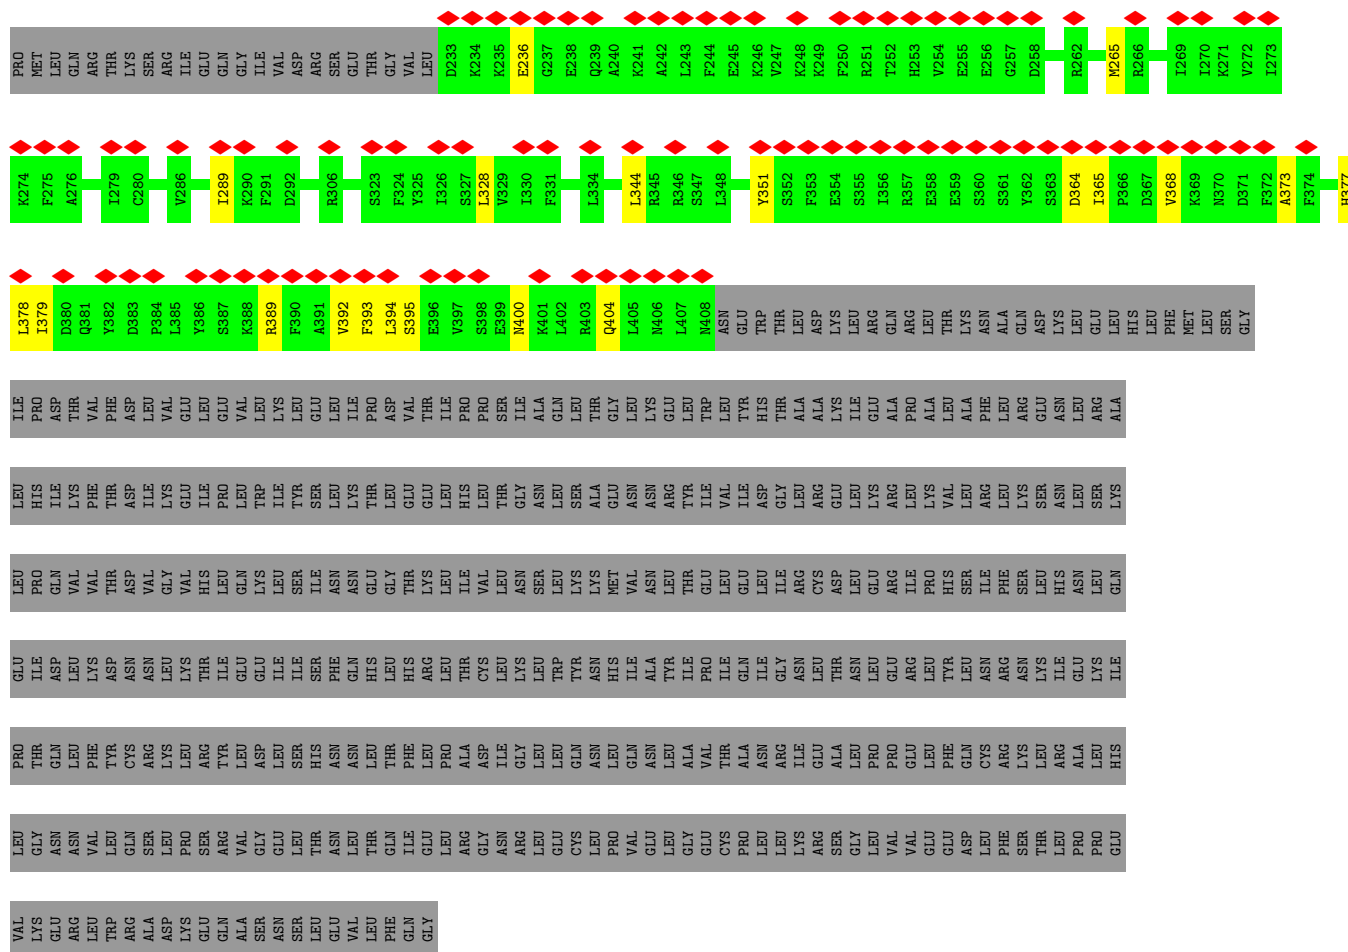 PRO MET LEU GLN ARG THR LYS SER ARG ILE GLU GLN GLY ILE VAL ASP ARG SER GLU THR GLY VAL LEU D233 K234 K235 E236 G237 E238 Q239 A240 K241 A242 L243 F244 E245 K246 V247 K248 K249 F250 R251 T252 H253 V254 E255 E256 G257 D258 R262 M265 R266 I269 I270 K271 V272 I273
K274 F275 A276 I279 C280 V286 I289 K290 F291 D292 R306 S323 F324 Y325 I326 S327 L328 V329 I330 F331 L334 L344 R345 R346 S347 L348 Y351 S352 F353 E354 S355 I356 R357 E358 E359 S360 S361 Y362 S363 D364 I365 P366 D367 V368 K369 N370 D371 F372 A373 F374 H377
L378 I379 D380 Q381 Y382 D383 P384 L385 Y386 S387 K388 R389 F390 A391 V392 F393 L394 S395 E396 V397 S398 E399 N400 K401 L402 R403 Q404 L405 N406 L407 N408 ASN GLU TRP THR LEU ASP LYS LEU ARG GLN ARG LEU THR LYS ASN ALA GLN ASP LYS LEU GLU LEU HIS LEU PHE MET LEU SER GLY
ILE PRO ASP THR VAL PHE ASP LEU VAL GLU LEU GLU VAL LEU LYS LEU GLU LEU ILE PRO ASP VAL THR ILE PRO PRO SER ILE ALA GLN LEU THR GLY LEU LYS GLU LEU TRP LEU TYR HIS THR ALA ALA LYS ILE GLU ALA PRO ALA LEU ALA PHE LEU ARG GLU ASN LEU ARG ALA
LEU HIS ILE LYS PHE THR ASP ILE LYS GLU ILE PRO LEU TRP ILE TYR SER LEU LYS THR LEU GLU GLU LEU HIS LEU THR GLY ASN LEU SER ALA GLU ASN ASN ARG TYR ILE VAL ILE ASP GLY LEU ARG GLU LEU LYS ARG LEU LYS VAL LEU ARG LEU LYS SER ASN LEU SER LYS
LEU PRO GLN VAL VAL THR ASP VAL GLY VAL HIS LEU GLN LYS LEU SER ILE ASN ASN GLU GLY THR LYS LEU ILE VAL LEU ASN SER LEU LYS LYS MET VAL ASN LEU THR GLU LEU GLU LEU ILE ARG CYS ASP LEU GLU ARG ILE PRO HIS SER ILE PHE SER LEU HIS ASN LEU GLN
GLU ILE ASP LEU LYS ASP ASN ASN LEU LYS THR ILE GLU GLU ILE ILE SER PHE GLN HIS LEU HIS ARG LEU THR CYS LEU LYS LEU TRP TYR ASN HIS ILE ALA TYR ILE PRO ILE GLN ILE GLY ASN LEU THR ASN LEU GLU ARG LEU TYR LEU ASN ARG ASN LYS ILE GLU LYS ILE
PRO THR GLN LEU PHE TYR CYS ARG LYS LEU ARG TYR LEU ASP LEU SER HIS ASN ASN LEU THR PHE LEU PRO ALA ASP ILE GLY LEU LEU GLN ASN LEU GLN ASN LEU ALA VAL THR ALA ASN ARG ILE GLU ALA LEU PRO PRO GLU LEU PHE GLN CYS ARG LYS LEU ARG ALA LEU HIS
LEU GLY ASN ASN VAL LEU GLN SER LEU PRO SER ARG VAL GLY GLU LEU THR ASN LEU THR GLN ILE GLU LEU ARG GLY ASN ARG LEU GLU CYS LEU PRO VAL GLU LEU GLY GLU CYS PRO LEU LEU LYS ARG SER GLY LEU VAL VAL GLU GLU ASP LEU PHE SER THR LEU PRO PRO GLU
VAL LYS GLU ARG LEU TRP ARG ALA ASP LYS GLU GLN ALA SER ASN SER LEU GLU VAL LEU PHE GLN GLY